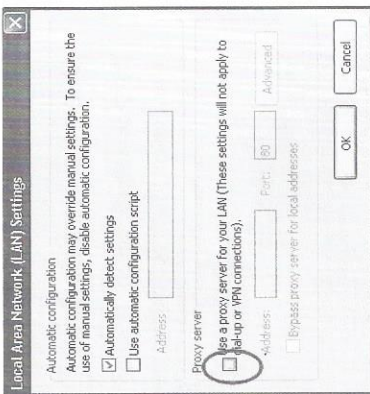 Local Area Network (LAN) Settings
Automatic configuration
Automatic configuration may override manual settings. To ensure the
use of manual settings, disable automatic configuration.
Automatically detect settings
Use automatic configuration script
Address
Proxy server
Use a proxy server for your LAN (These settings will not apply to
dial-up or VPN connections).
Address: Port: 80 Advanced
Bypass proxy server for local addresses
OK Cancel